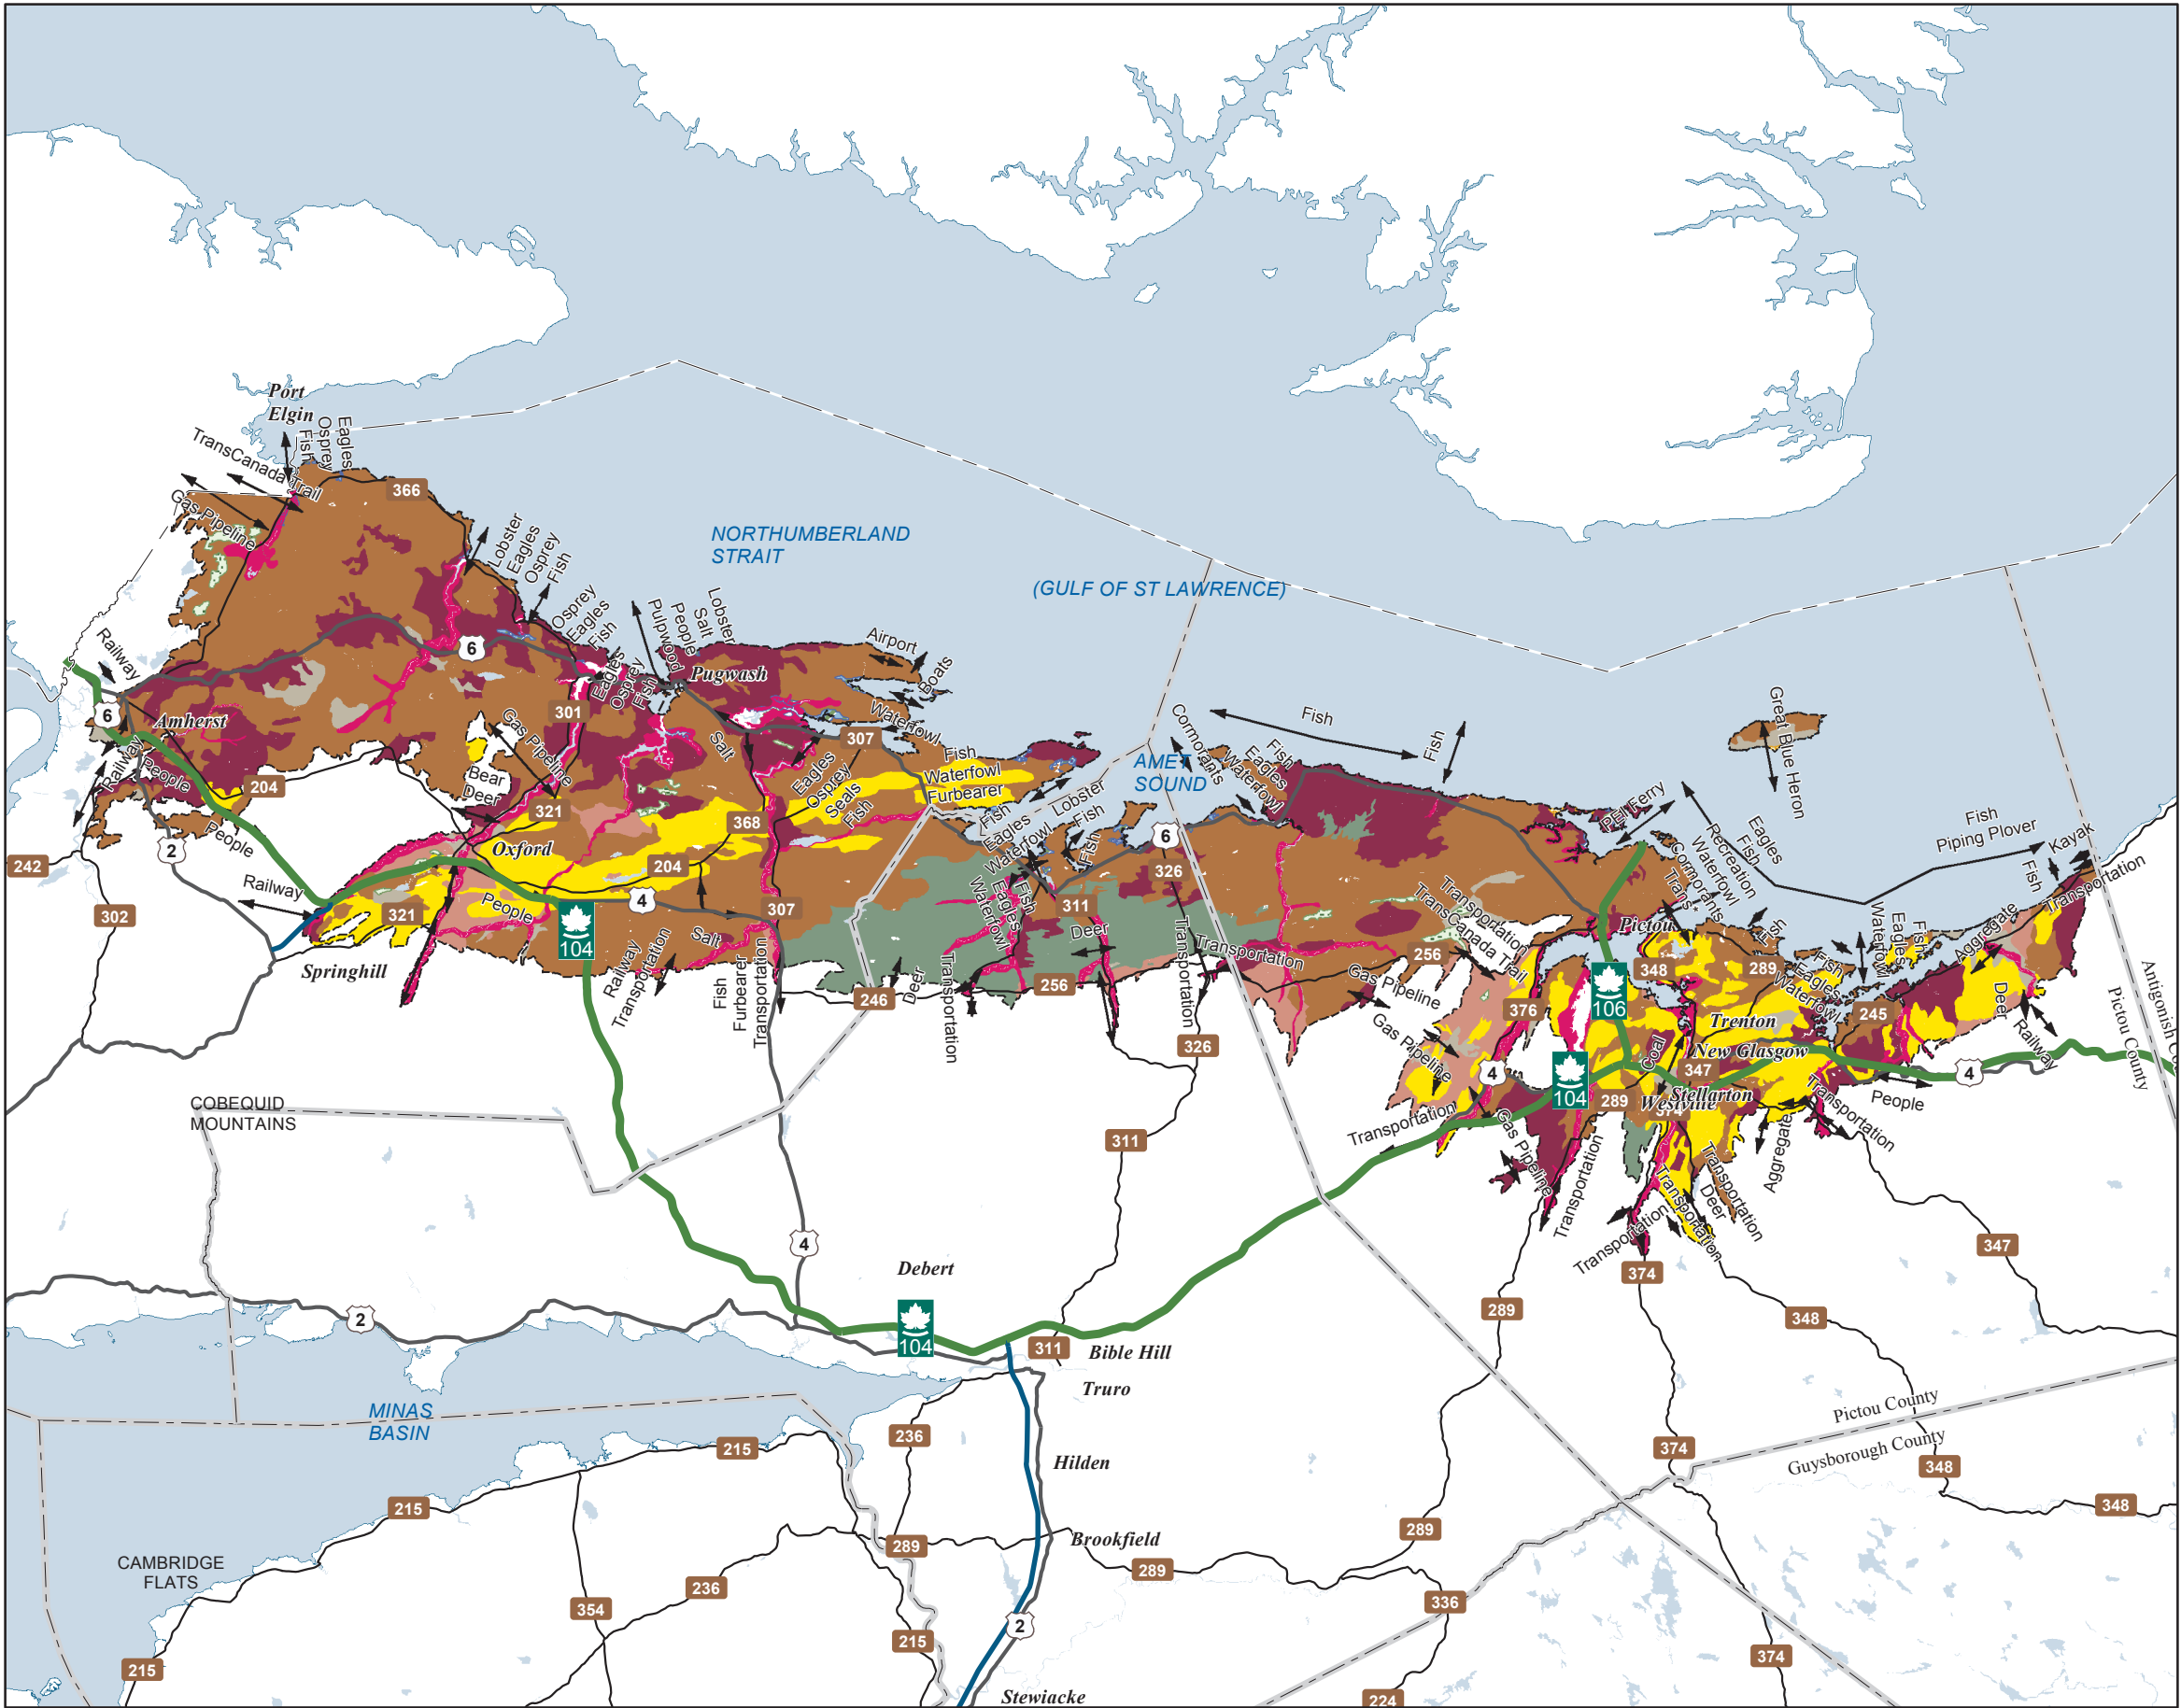 Port
Elgin
Fish
Osprey
Eagles
TransCanada Trail
Gas Pipeline
366
Lobster
Eagles
Osprey
Fish
NORTHUMBERLAND
STRAIT
(GULF OF ST LAWRENCE)
Osprey
Eagles
Fish
Pulpwood
People
Salt
Lobster
Railway
6
Eagles
Osprey
Fish
Pugwash
Airport
Boats
6
Amherst
301
Gas Pipeline
Salt
Waterfowl
307
Railway
People
204
Bear
Deer
321
Eagles
Osprey
Seals
Fish
Fish
Waterfowl
Furbearer
AMET
SOUND
Cormorants
Waterfowl
Eagles
Fish
Fish
Fish
Great Blue Heron
People
2
242
302
Railway
Oxford
368
204
4
307
321
People
104
Springhill
Railway
Transportation
Salt
Fish
Furbearer
Transportation
Fish
Eagles
Waterfowl
Lobster
Fish
Fish
6
326
311
Waterfowl
Eagles
Fish
Deer
Transportation
Transportation
246
Deer
Transportation
256
326
PEI Ferry
Recreation
Fish
Eagles
Waterfowl
Cormorants
Trans.
Fish
Piping Plover
Fish
Kayak
Transportation
Transportation
TransCanada Trail
256
Gas Pipeline
Gas Pipeline
Pictou
348
289
Fish
Fish
Eagles
Waterfowl
Waterfowl
Eagles
Fish
Aggregate
Deer
Railway
245
376
106
Trenton
New Glasgow
Coal
347
Stellarton
Westville
374
289
104
4
4
People
Transportation
Transportation
Gas Pipeline
Transportation
Transportation
Transportation
Deer
Transportation
Aggregate
Antigonish C
Pictou County
COBEQUID
MOUNTAINS
311
4
2
Debert
104
311
Bible Hill
Truro
289
374
348
347
MINAS
BASIN
215
236
Hilden
Pictou County
Guysborough County
374
348
348
215
289
Brookfield
289
289
CAMBRIDGE
FLATS
236
354
2
336
215
215
374
Stewiacke
224